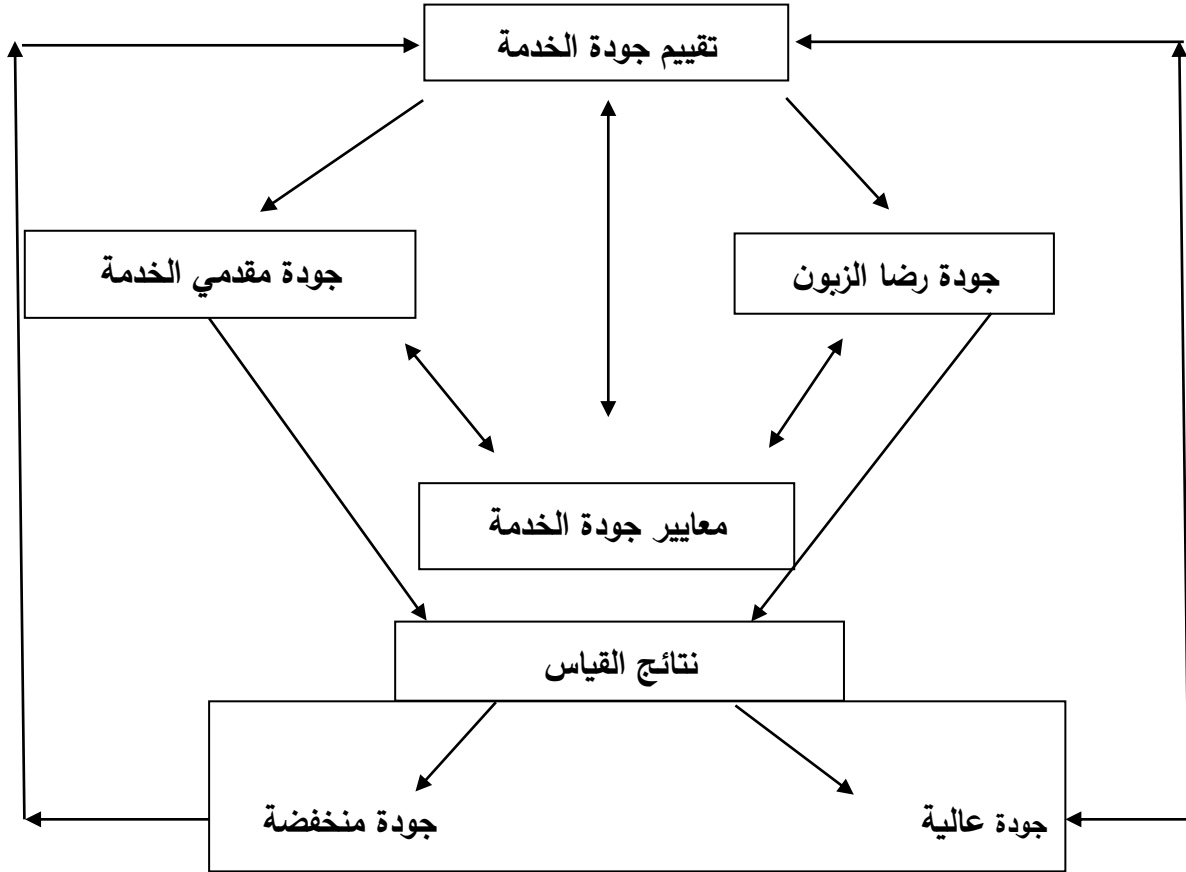 تقييم جودة الخدمة
جودة رضا الزبون
جودة مقدمي الخدمة
معايير جودة الخدمة
نتائج القياس
جودة عالية
جودة منخفضة